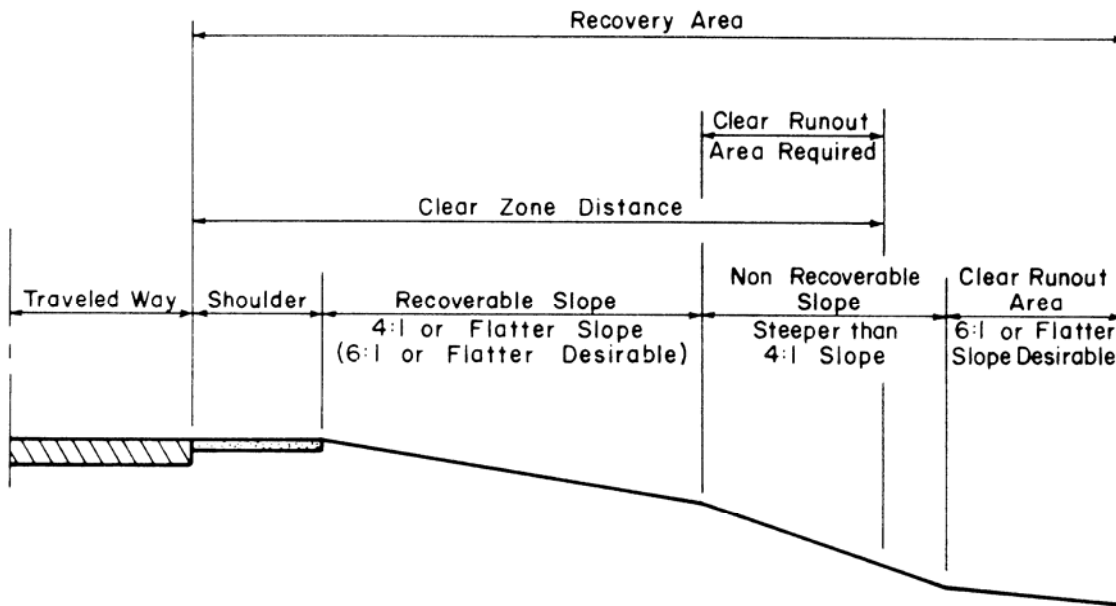 Recovery Area
Clear Runout
Area Required
Clear Zone Distance
Traveled Way
Shoulder
Recoverable Slope
4:1 or Flatter Slope
(6:1 or Flatter Desirable)
Non Recoverable
Slope
Steeper than
4:1 Slope
Clear Runout
Area
6:1 or Flatter
Slope Desirable